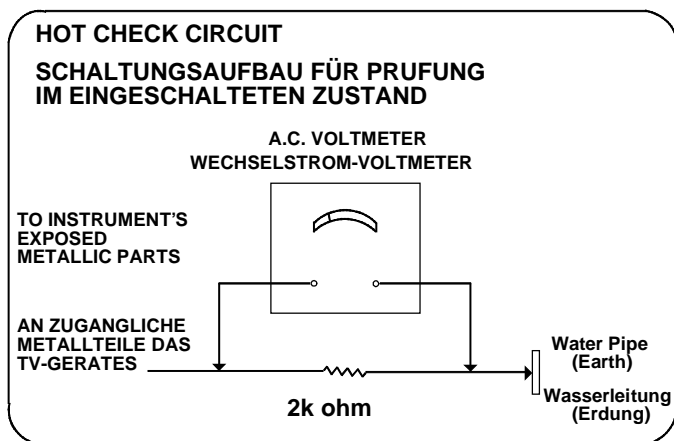 HOT CHECK CIRCUIT
SCHALTUNGSAUFBAU FÜR PRUFUNG
IM EINGESCHALTETEN ZUSTAND
A.C. VOLTMETER
WECHSELSTROM-VOLTMETER
TO INSTRUMENT'S
EXPOSED
METALLIC PARTS
AN ZUGANGLICHE
METALLTEILE DAS
TV-GERATES
2k ohm
Water Pipe
(Earth)
Wasserleitung
(Erdung)